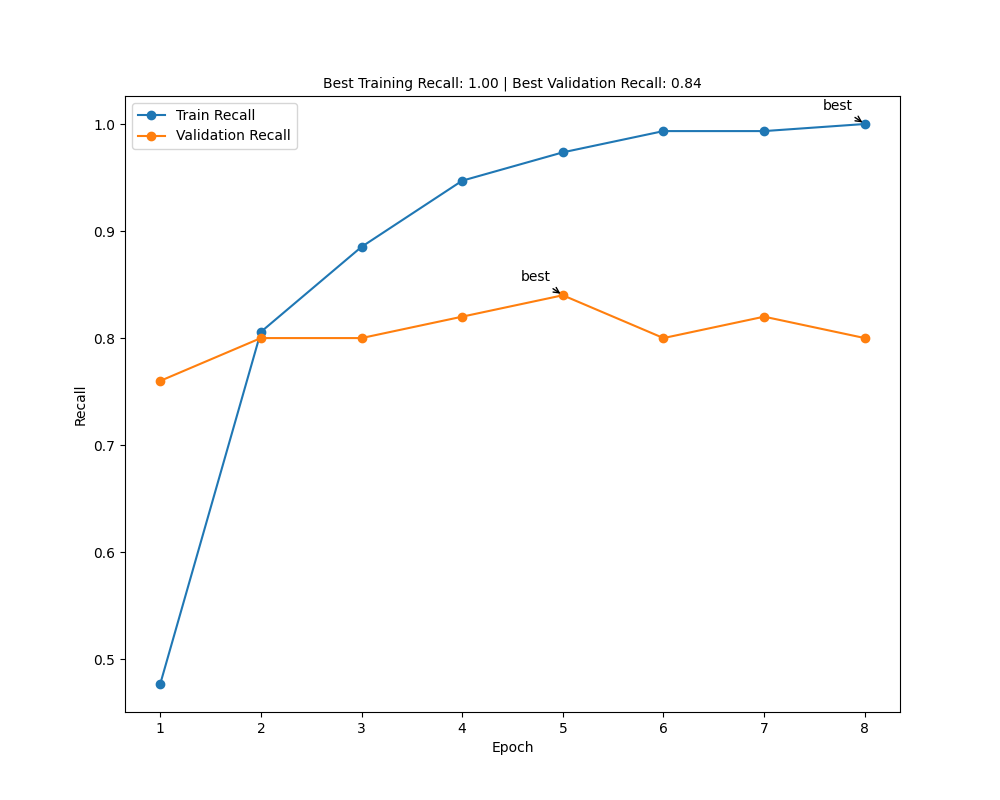 Best Training Recall: 1.00 | Best Validation Recall: 0.84
Train Recall
Validation Recall
best
best
1.0
0.9
0.8
0.7
0.6
0.5
Recall
1 2 3 4 5 6 7 8
Epoch